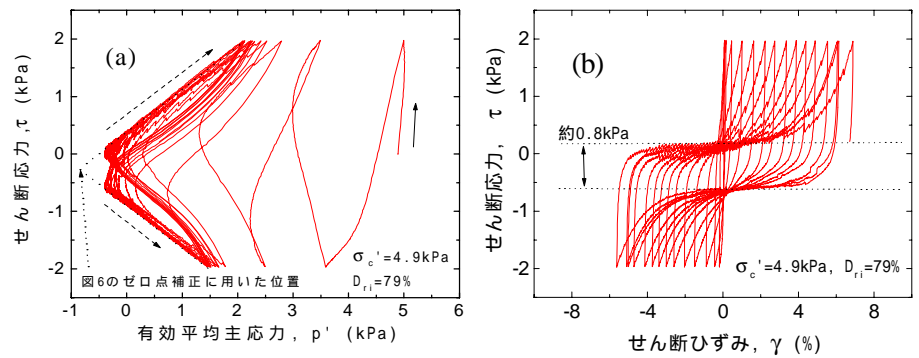 (a)
せん断応力,τ (kPa)
2
1
0
-1
-2
σc'=4.9kPa
Dri=79%
図6のゼロ点補正に用いた位置
-1 0 1 2 3 4 5 6
有効平均主応力, p' (kPa)
(b)
せん断応力, τ (kPa)
2
1
0
-1
-2
約0.8kPa
σc'=4.9kPa, Dri=79%
-8 -4 0 4 8
せん断ひずみ, γ (%)